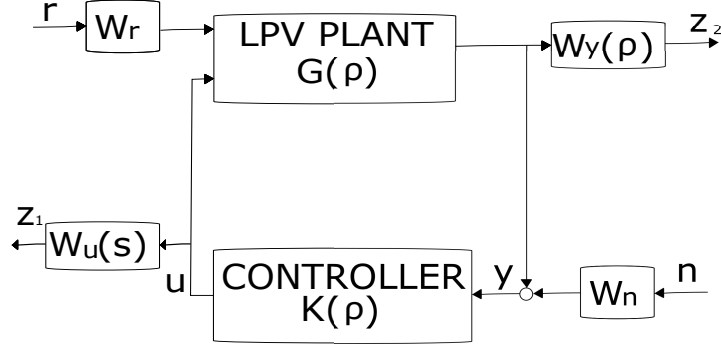 r
Wr
LPV PLANT
G(ρ)
Wy(ρ)
z2
z1
Wu(s)
u
CONTROLLER
K(ρ)
y
Wn
n